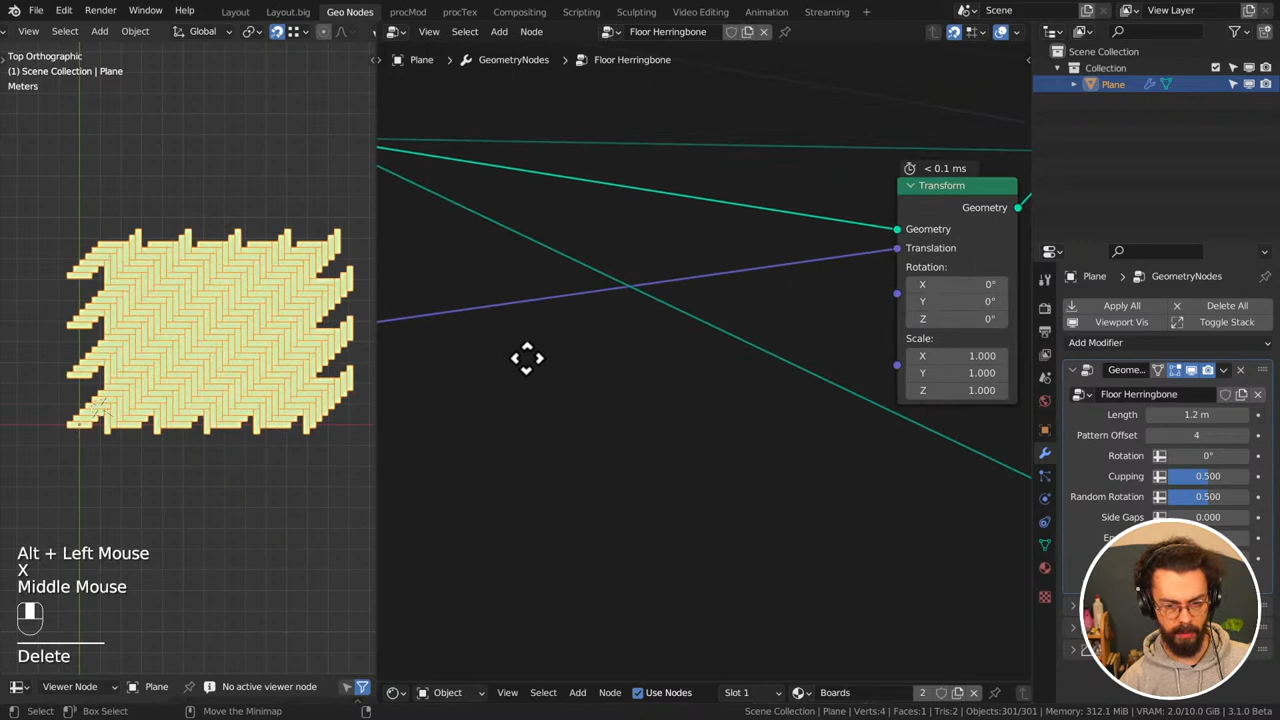 File Edit Render Window Help Layout Layout.big Geo Nodes procMod procTex Compositing Scripting Sculpting Video Editing Animation Streaming + Scene View Layer
View Select Add Object Global View Select Add Node Floor Herringbone
Top Orthographic
(1) Scene Collection | Plane
Meters
Plane GeometryNodes Floor Herringbone
Scene Collection
Collection
Plane
< 0.1 ms
Transform
Geometry
Geometry
Translation
Rotation:
X 0°
Y 0°
Z 0°
Scale:
X 1.000
Y 1.000
Z 1.000
Plane GeometryNodes
Apply All Delete All
Viewport Vis Toggle Stack
Add Modifier
Geome...
Floor Herringbone
Length 1.2 m
Pattern Offset 4
Rotation 0°
Cupping 0.500
Random Rotation 0.500
Side Gaps 0.000
Alt + Left Mouse
X
Middle Mouse
Delete
Viewer Node Plane No active viewer node Object View Select Add Node Use Nodes Slot 1 Boards 2
Select Box Select Move the Minimap Scene Collection | Plane | Verts:4 | Faces:1 | Tris:2 | Objects:301/301 | Memory: 312.1 MiB | VRAM: 2.0/10.0 GiB | 3.1.0 Beta